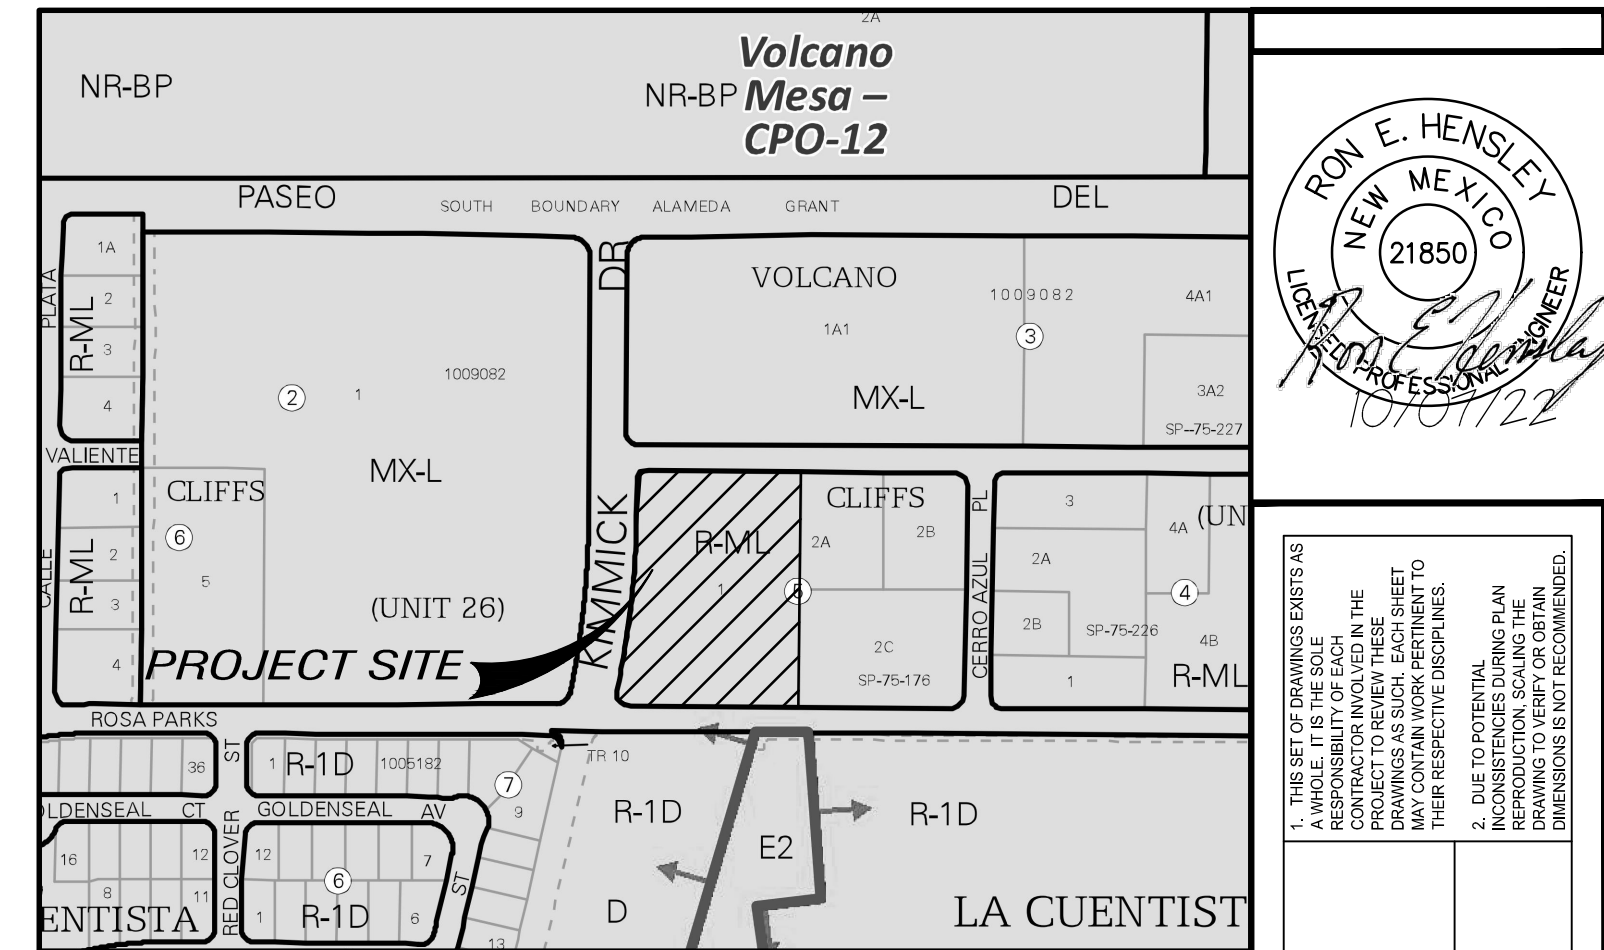 2A
Volcano
Mesa –
CPO-12
NR-BP
NR-BP
PASEO
SOUTH BOUNDARY ALAMEDA GRANT
DEL
PLATA
1A
2
3
4
R-ML
VALIENTE
CALLE
1
2
3
4
R-ML
2
1
1009082
MX-L
CLIFFS
6
5
(UNIT 26)
PROJECT SITE
KIMMICK
DR
VOLCANO
1A1
1009082
3
MX-L
4A1
3A2
SP--75-227
R-ML
1
5
CLIFFS
2A
2B
2C
SP-75-176
CERRO AZUL PL
3
2A
2B
SP-75-226
1
4A
(UN
4
4B
R-ML
ROSA PARKS
36
ST
1
R-1D
1005182
7
9
TR 10
OLDENSEAL CT
GOLDENSEAL AV
RED CLOVER
ST
16
12
8
11
ENTISTA
12
7
6
1
R-1D
6
13
R-1D
D
E2
R-1D
LA CUENTIST
RON E. HENSLEY
NEW MEXICO
21850
LICENSED PROFESSIONAL ENGINEER
Ron E Hensley
10/07/22
1. THIS SET OF DRAWINGS EXISTS AS
A WHOLE. IT IS THE SOLE
RESPONSIBILITY OF EACH
CONTRACTOR INVOLVED IN THE
PROJECT TO REVIEW THESE
DRAWINGS AS SUCH. EACH SHEET
MAY CONTAIN WORK PERTINENT TO
THEIR RESPECTIVE DISCIPLINES.
2. DUE TO POTENTIAL
INCONSISTENCIES DURING PLAN
REPRODUCTION, SCALING THE
DRAWING TO VERIFY OR OBTAIN
DIMENSIONS IS NOT RECOMMENDED.